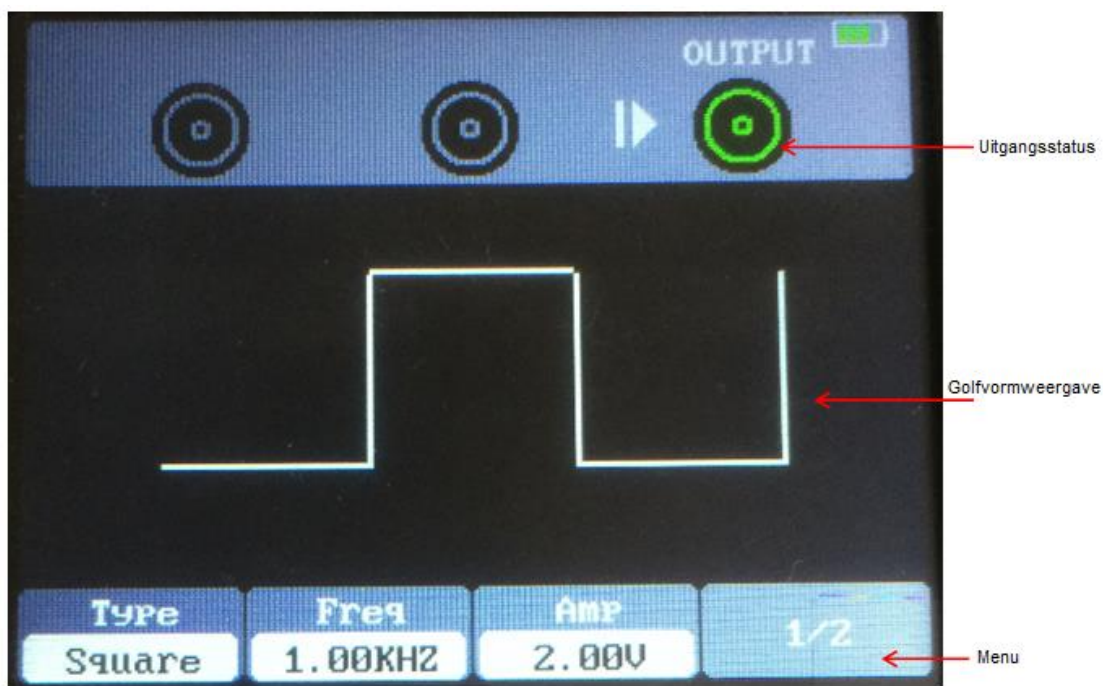 OUTPUT
Uitgangsstatus
Golfvormweergave
Type
Freq
Amp
1/2
Square
1.00KHZ
2.00V
Menu